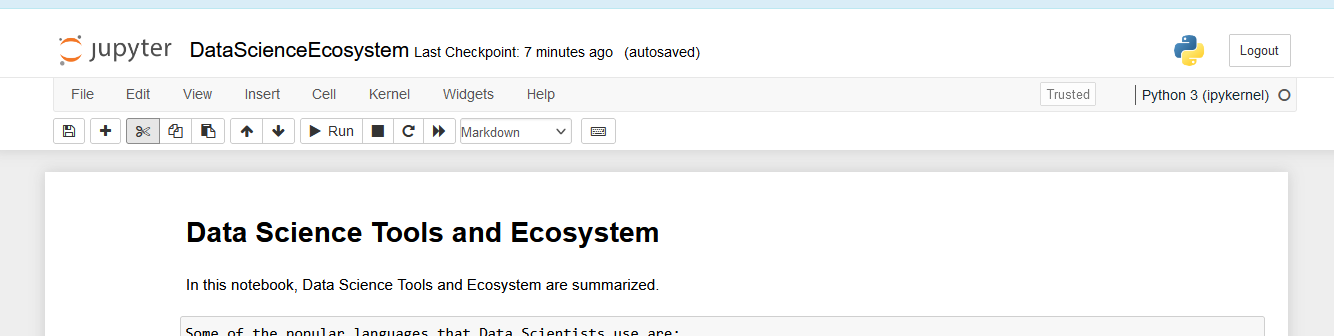 jupyter DataScienceEcosystem Last Checkpoint: 7 minutes ago (autosaved) Logout
File Edit View Insert Cell Kernel Widgets Help Trusted Python 3 (ipykernel)
Run Markdown
Data Science Tools and Ecosystem
In this notebook, Data Science Tools and Ecosystem are summarized.
Some of the popular languages that Data Scientists use are: